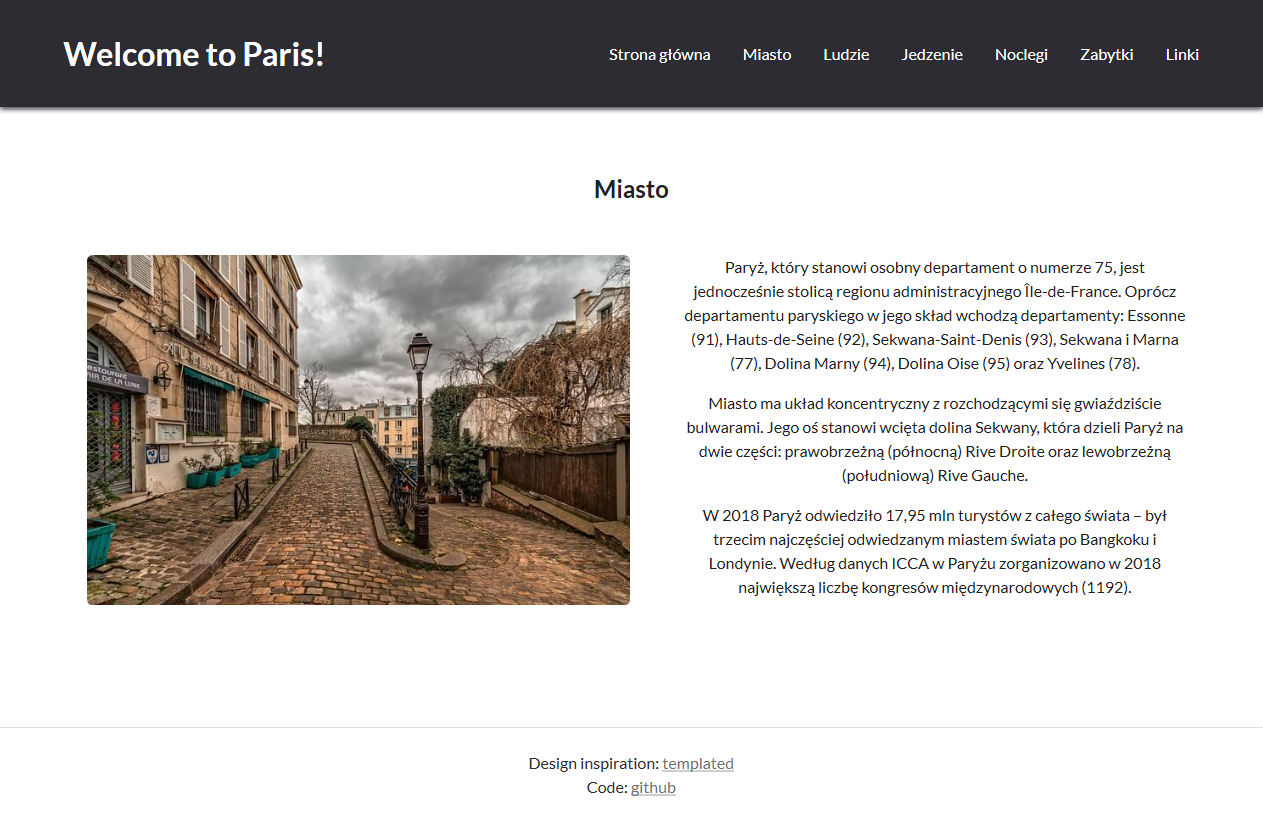 Welcome to Paris!
Strona główna Miasto Ludzie Jedzenie Noclegi Zabytki Linki
Miasto
estaurant
AIR DE LA LUNE
Paryż, który stanowi osobny departament o numerze 75, jest
jednocześnie stolicą regionu administracyjnego Île-de-France. Oprócz
departamentu paryskiego w jego skład wchodzą departamenty: Essonne
(91), Hauts-de-Seine (92), Sekwana-Saint-Denis (93), Sekwana i Marna
(77), Dolina Marny (94), Dolina Oise (95) oraz Yvelines (78).
Miasto ma układ koncentryczny z rozchodzącymi się gwiaździście
bulwarami. Jego oś stanowi wcięta dolina Sekwany, która dzieli Paryż na
dwie części: prawobrzeżną (północną) Rive Droite oraz lewobrzeżną
(południową) Rive Gauche.
W 2018 Paryż odwiedziło 17,95 mln turystów z całego świata – był
trzecim najczęściej odwiedzanym miastem świata po Bangkoku i
Londynie. Według danych ICCA w Paryżu zorganizowano w 2018
największą liczbę kongresów międzynarodowych (1192).
Design inspiration: templated
Code: github